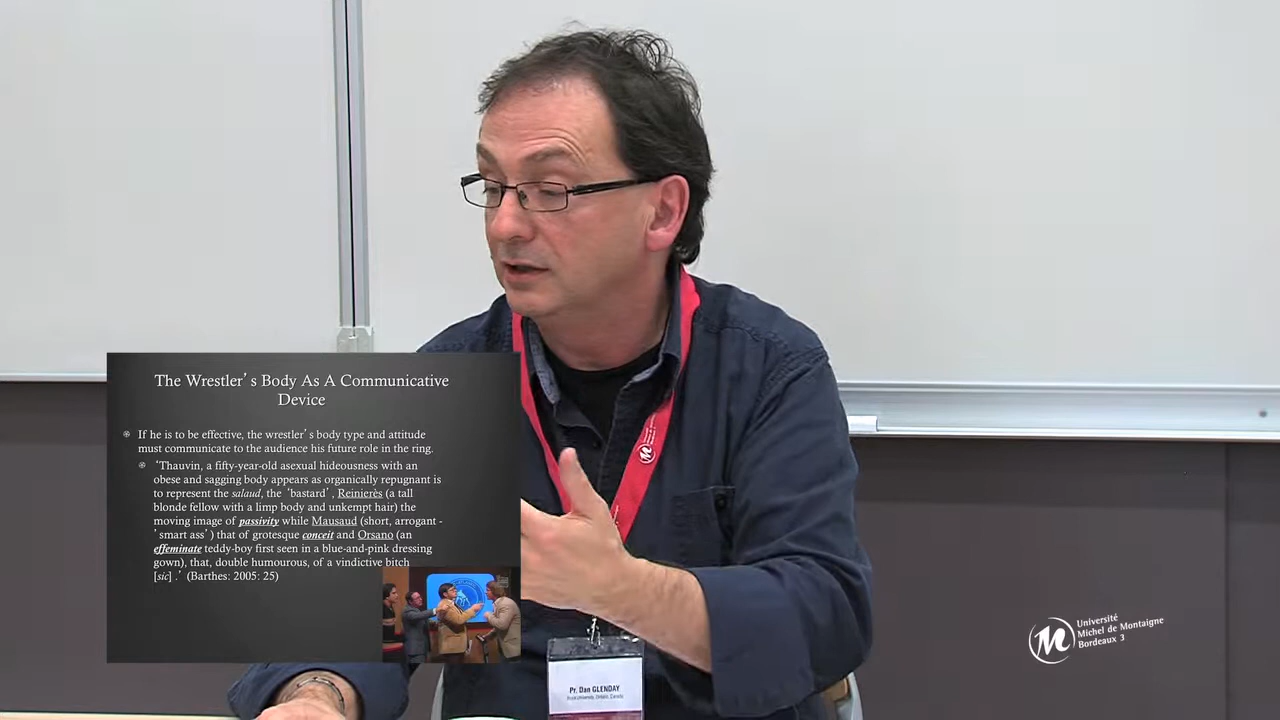 The Wrestler's Body As A Communicative
Device
If he is to be effective, the wrestler's body type and attitude
must communicate to the audience his future role in the ring.
'Thauvin, a fifty-year-old asexual hideousness with an
obese and sagging body appears as organically repugnant is
to represent the salaud, the 'bastard', Reinierès (a tall
blonde fellow with a limp body and unkempt hair) the
moving image of passivity while Mausaud (short, arrogant -
'smart ass') that of grotesque conceit and Orsano (an
effeminate teddy-boy first seen in a blue-and-pink dressing
gown), that, double humourous, of a vindictive bitch
[sic].' (Barthes: 2005: 25)
Pr. Dan GLENDAY
Université
Michel de Montaigne
Bordeaux 3